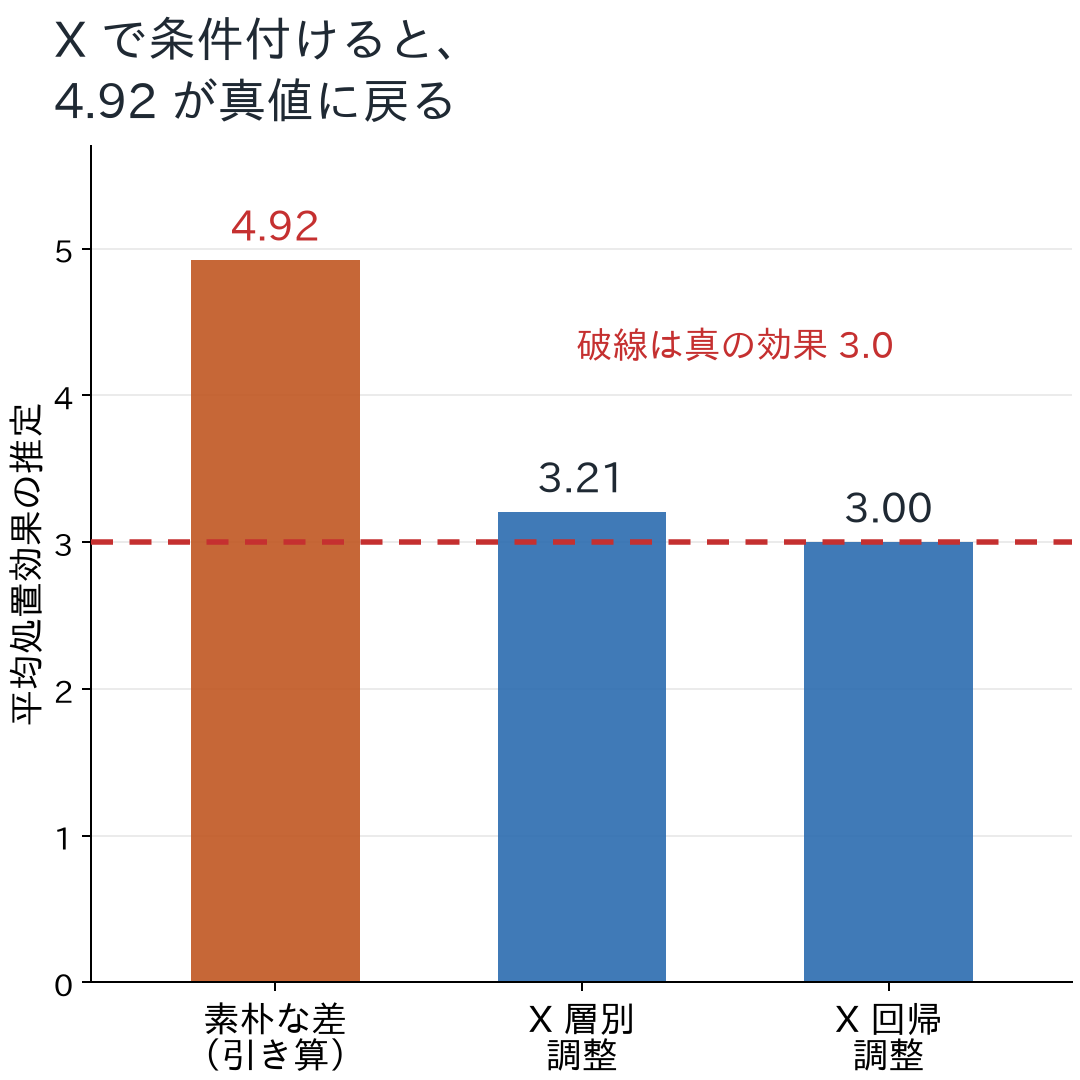 X で条件付けると、
4.92 が真値に戻る
平均処置効果の推定
5
4
3
2
1
0
4.92
破線は真の効果 3.0
3.21
3.00
素朴な差
（引き算）
X 層別
調整
X 回帰
調整